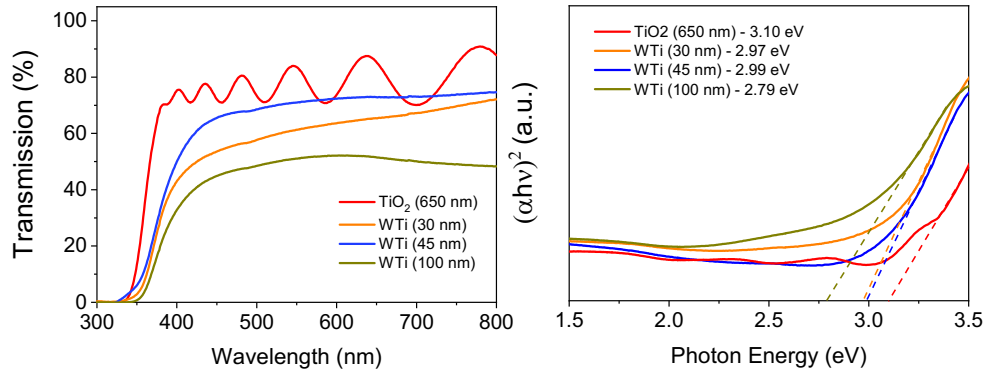 Transmission (%)
100
80
60
40
20
0
300
400
500
600
700
800
Wavelength (nm)
TiO₂ (650 nm)
WTi (30 nm)
WTi (45 nm)
WTi (100 nm)
(αhν)² (a.u.)
TiO2 (650 nm) - 3.10 eV
WTi (30 nm) - 2.97 eV
WTi (45 nm) - 2.99 eV
WTi (100 nm) - 2.79 eV
1.5
2.0
2.5
3.0
3.5
Photon Energy (eV)